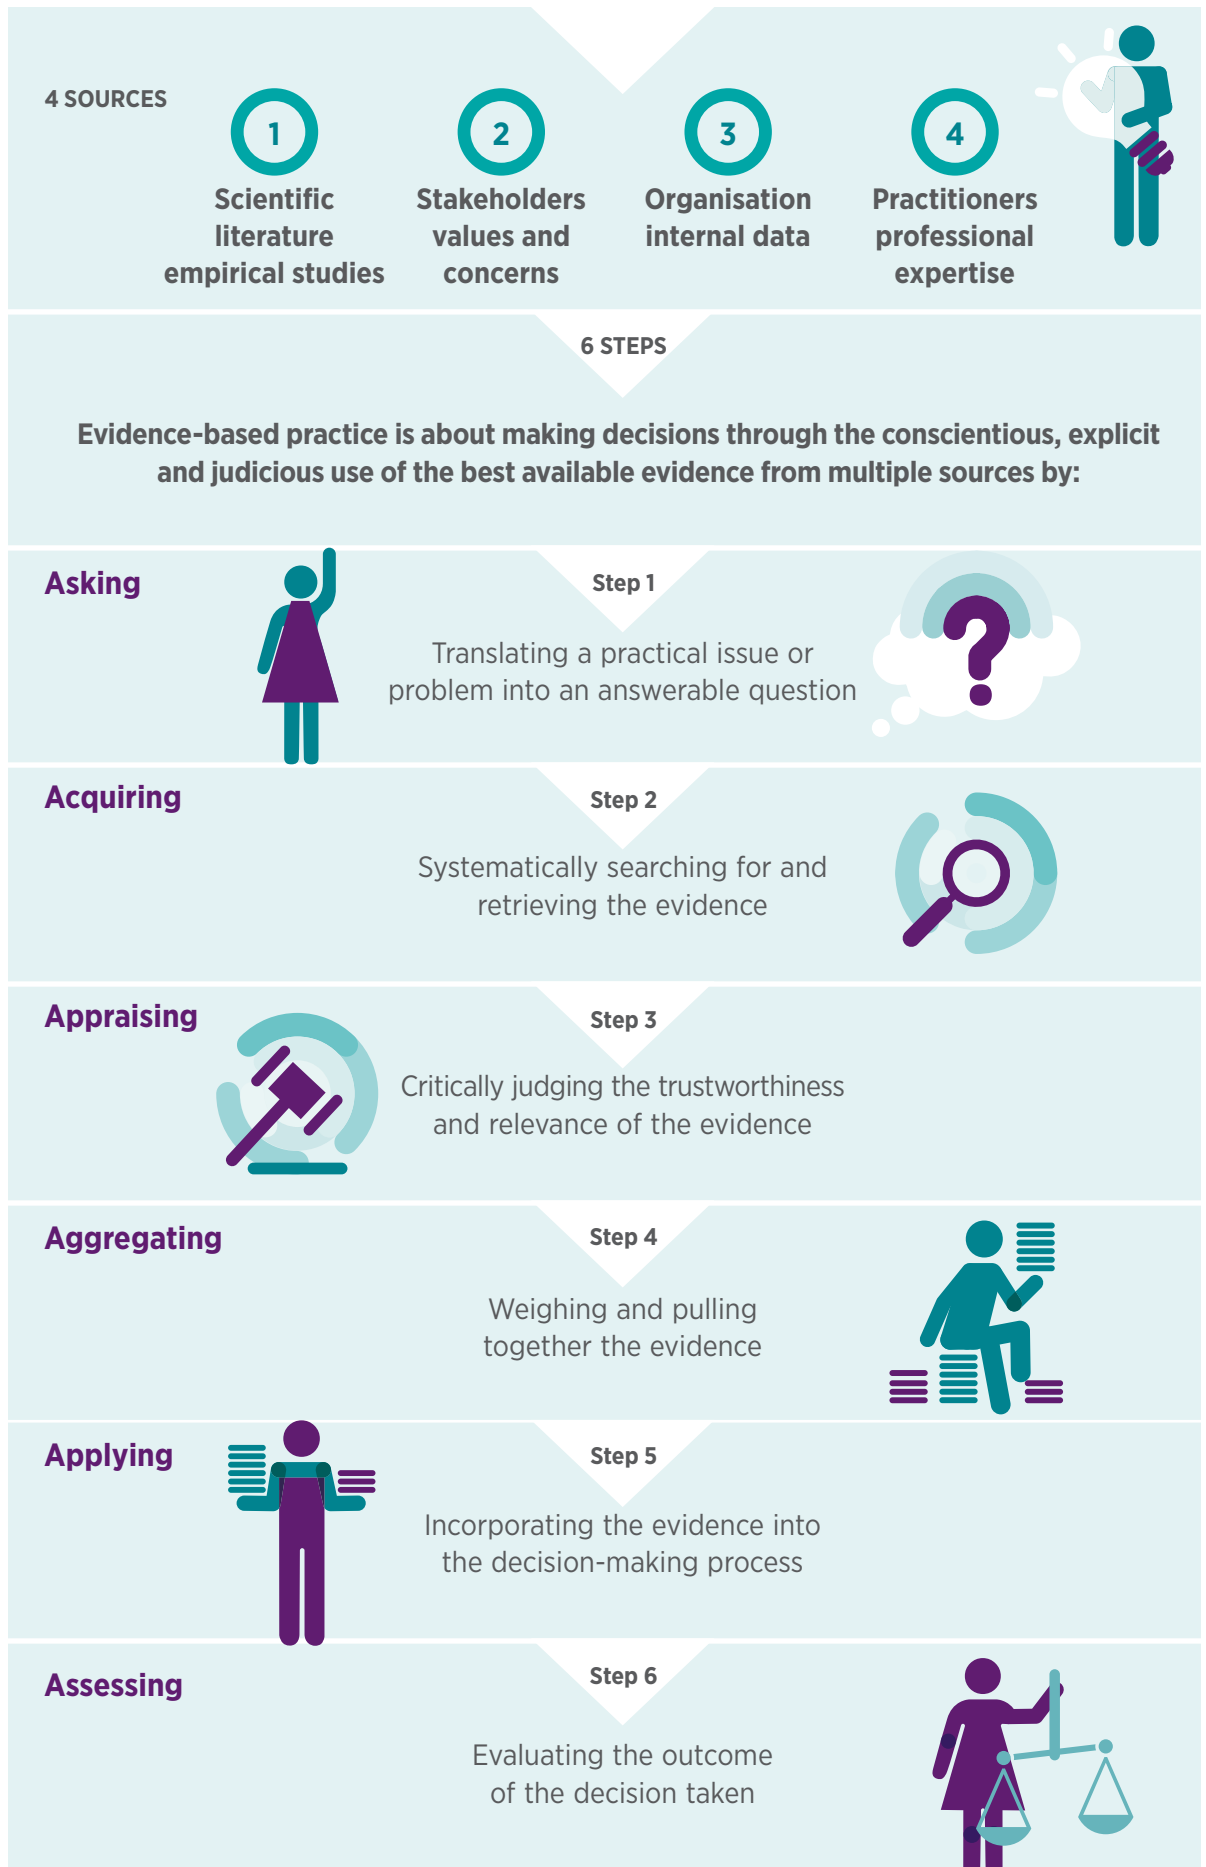 4 SOURCES
1
Scientific
literature
empirical studies
2
Stakeholders
values and
concerns
3
Organisation
internal data
4
Practitioners
professional
expertise
6 STEPS
Evidence-based practice is about making decisions through the conscientious, explicit
and judicious use of the best available evidence from multiple sources by:
Asking
Step 1
Translating a practical issue or
problem into an answerable question
?
Acquiring
Step 2
Systematically searching for and
retrieving the evidence
Appraising
Step 3
Critically judging the trustworthiness
and relevance of the evidence
Aggregating
Step 4
Weighing and pulling
together the evidence
Applying
Step 5
Incorporating the evidence into
the decision-making process
Assessing
Step 6
Evaluating the outcome
of the decision taken